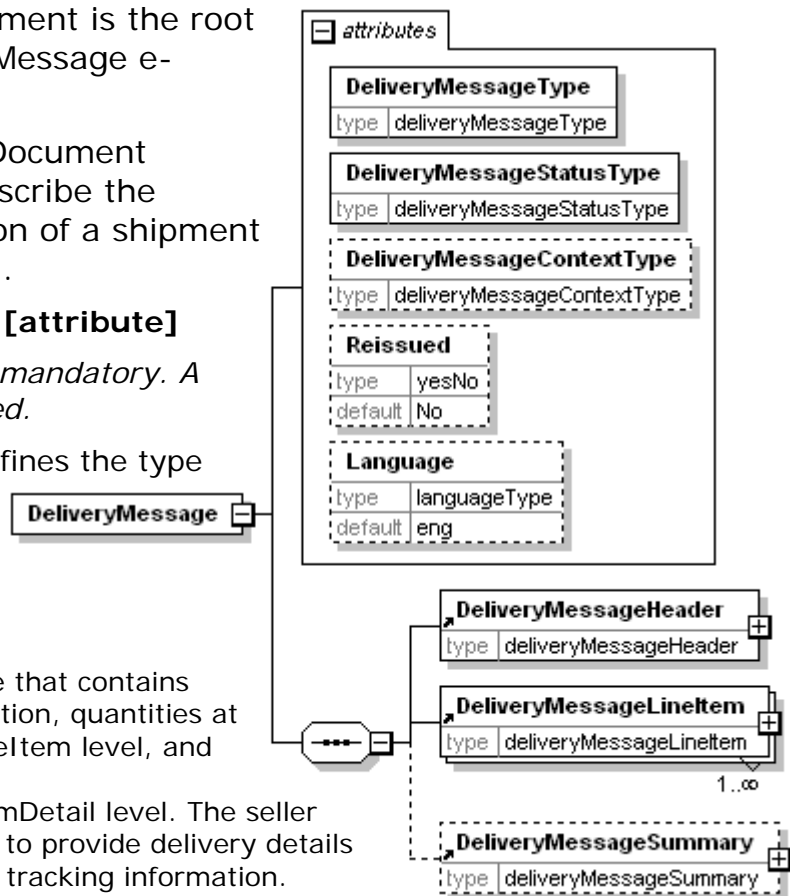 ment is the root
Message e-
Document
scribe the
on of a shipment
.
[attribute]
mandatory. A
ed.
fines the type
e that contains
tion, quantities at
eItem level, and
mDetail level. The seller
to provide delivery details
tracking information.
DeliveryMessage
attributes
DeliveryMessageType
type deliveryMessageType
DeliveryMessageStatusType
type deliveryMessageStatusType
DeliveryMessageContextType
type deliveryMessageContextType
Reissued
type yesNo
default No
Language
type languageType
default eng
DeliveryMessageHeader
type deliveryMessageHeader
DeliveryMessageLineItem
type deliveryMessageLineItem
1..∞
DeliveryMessageSummary
type deliveryMessageSummary